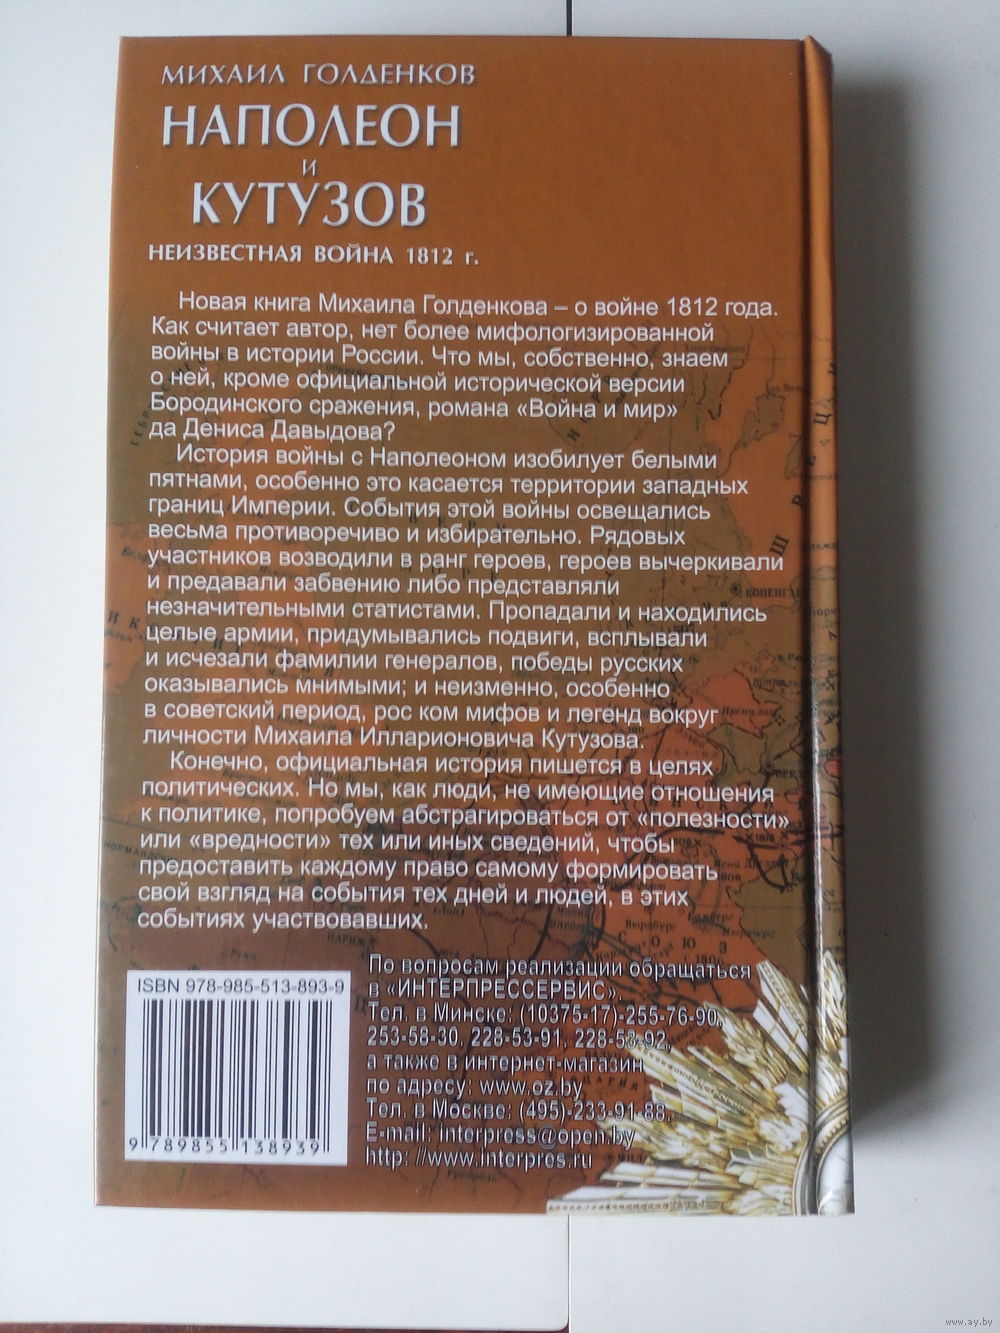 МИХАИЛ ГОЛДЕНКОВ
НАПОЛЕОН
И
КУТУЗОВ
НЕИЗВЕСТНАЯ ВОЙНА 1812 г.
Новая книга Михаила Голденкова – о войне 1812 года.
Как считает автор, нет более мифологизированной
войны в истории России. Что мы, собственно, знаем
о ней, кроме официальной исторической версии
Бородинского сражения, романа «Война и мир»
да Дениса Давыдова?
История войны с Наполеоном изобилует белыми
пятнами, особенно это касается территории западных
границ Империи. События этой войны освещались
весьма противоречиво и избирательно. Рядовых
участников возводили в ранг героев, героев вычеркивали
и предавали забвению либо представляли
незначительными статистами. Пропадали и находились
целые армии, придумывались подвиги, всплывали
и исчезали фамилии генералов, победы русских
оказывались мнимыми; и неизменно, особенно
в советский период, рос ком мифов и легенд вокруг
личности Михаила Илларионовича Кутузова.
Конечно, официальная история пишется в целях
политических. Но мы, как люди, не имеющие отношения
к политике, попробуем абстрагироваться от «полезности»
или «вредности» тех или иных сведений, чтобы
предоставить каждому право самому формировать
свой взгляд на события тех дней и людей, в этих
событиях участвовавших.
ISBN 978-985-513-893-9
9 789855 138939
По вопросам реализации обращаться
в «ИНТЕРПРЕССЕРВИС».
Тел. в Минске: (10375-17)-255-76-90,
253-58-30, 228-53-91, 228-53-92,
а также в интернет-магазин
по адресу: www.oz.by
Тел. в Москве: (495)-233-91-88.
E-mail: interpress@open.by
http: //www.interpres.ru
www.ay.by